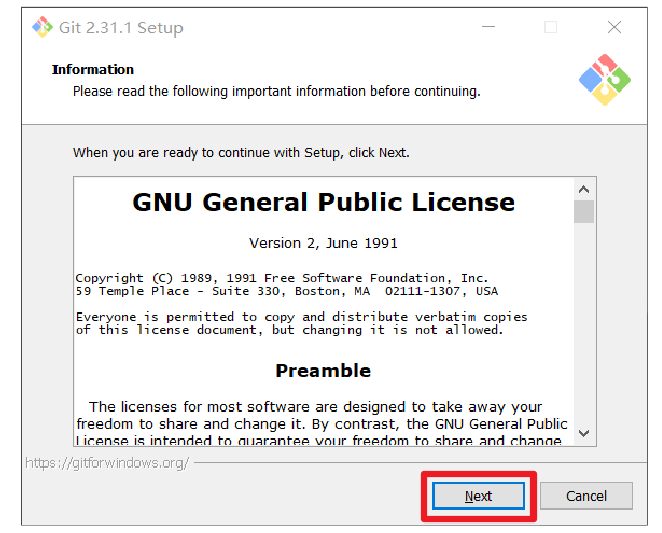 Git 2.31.1 Setup
Information
Please read the following important information before continuing.
When you are ready to continue with Setup, click Next.
GNU General Public License
Version 2, June 1991
Copyright (C) 1989, 1991 Free Software Foundation, Inc.
59 Temple Place - Suite 330, Boston, MA  02111-1307, USA
Everyone is permitted to copy and distribute verbatim copies
of this license document, but changing it is not allowed.
Preamble
The licenses for most software are designed to take away your
freedom to share and change it. By contrast, the GNU General Public
License is intended to guarantee your freedom to share and change
https://gitforwindows.org/
Next
Cancel